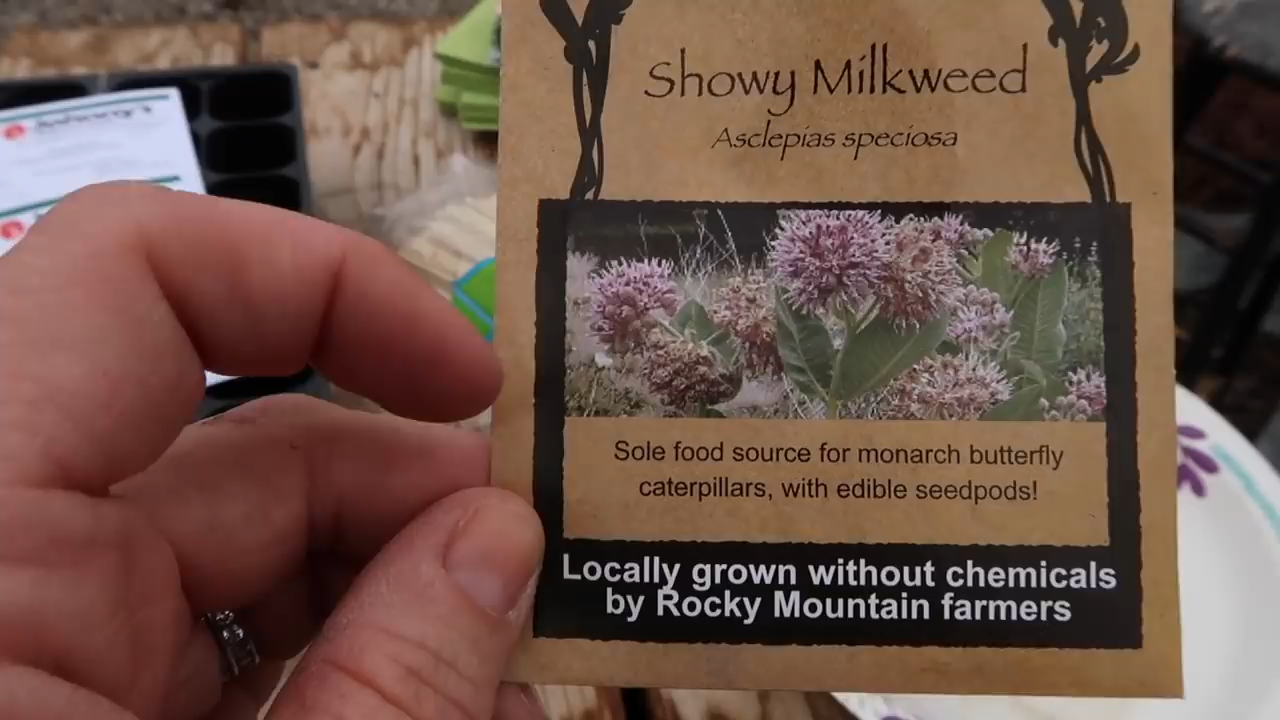 Showy Milkweed
Asclepias speciosa
Sole food source for monarch butterfly
caterpillars, with edible seedpods!
Locally grown without chemicals
by Rocky Mountain farmers